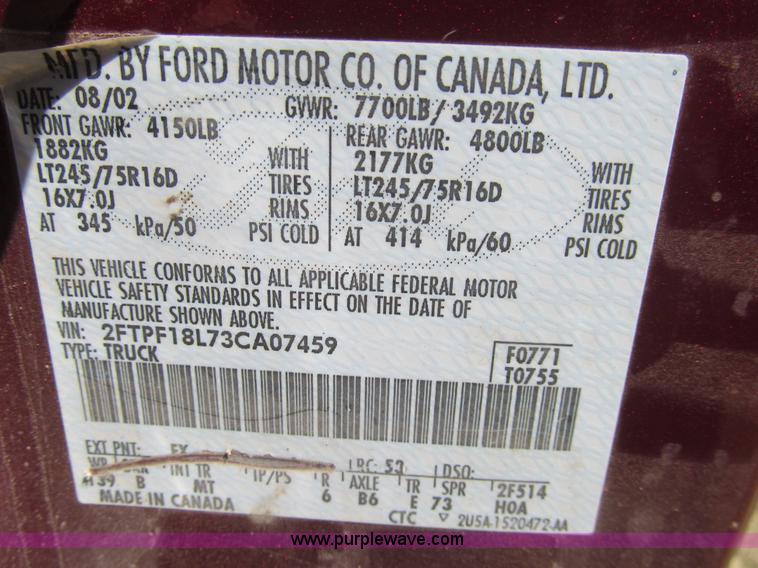 MFD. BY FORD MOTOR CO. OF CANADA, LTD.
DATE: 08/02 GVWR: 7700LB/ 3492KG
FRONT GAWR: 4150LB REAR GAWR: 4800LB
1882KG WITH 2177KG WITH
LT245/75R16D TIRES LT245/75R16D TIRES
16X7.0J RIMS 16X7.0J RIMS
AT 345 kPa/50 PSI COLD AT 414 kPa/60 PSI COLD
THIS VEHICLE CONFORMS TO ALL APPLICABLE FEDERAL MOTOR
VEHICLE SAFETY STANDARDS IN EFFECT ON THE DATE OF
MANUFACTURE SHOWN ABOVE.
VIN: 2FTPF18L73CA07459
TYPE: TRUCK
F0771
T0755
EXT PNT: RC: 53 DSO:
WB INT TR TP/PS R AXLE TR SPR 2F514
139 B MT 6 B6 E 73 H0A
MADE IN CANADA CTC 2U5A-1520472-AA
www.purplewave.com